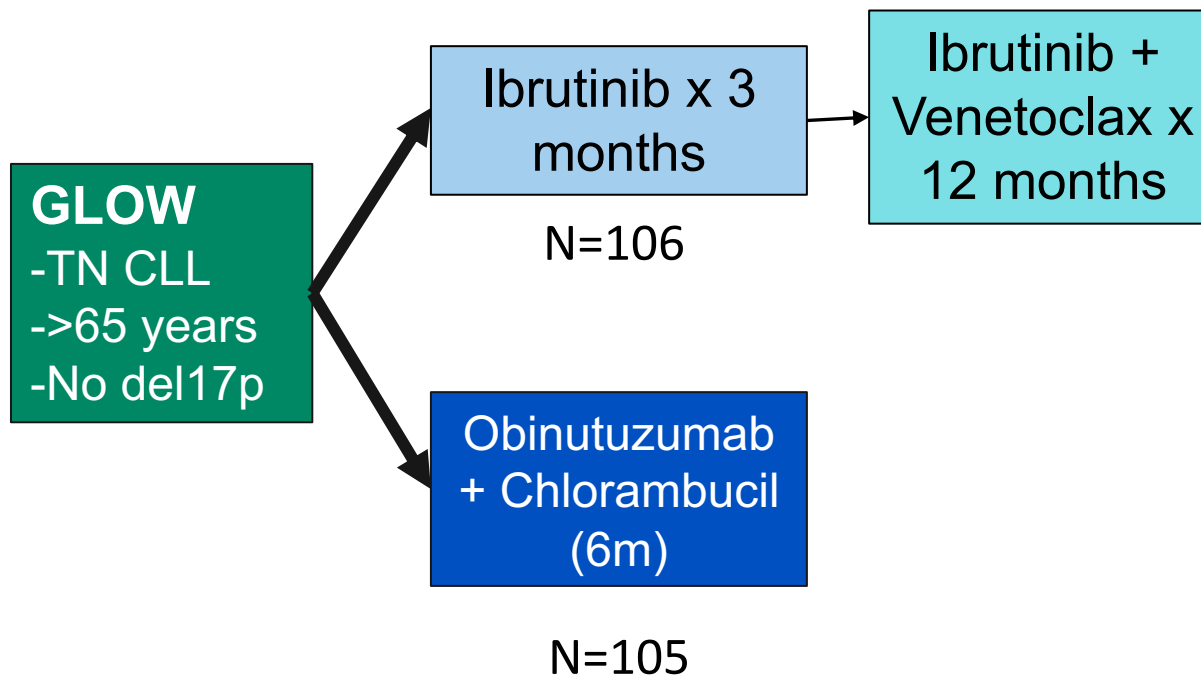 GLOW
-TN CLL
->65 years
-No del17p
Ibrutinib x 3
months
N=106
Ibrutinib +
Venetoclax x
12 months
Obinutuzumab
+ Chlorambucil
(6m)
N=105